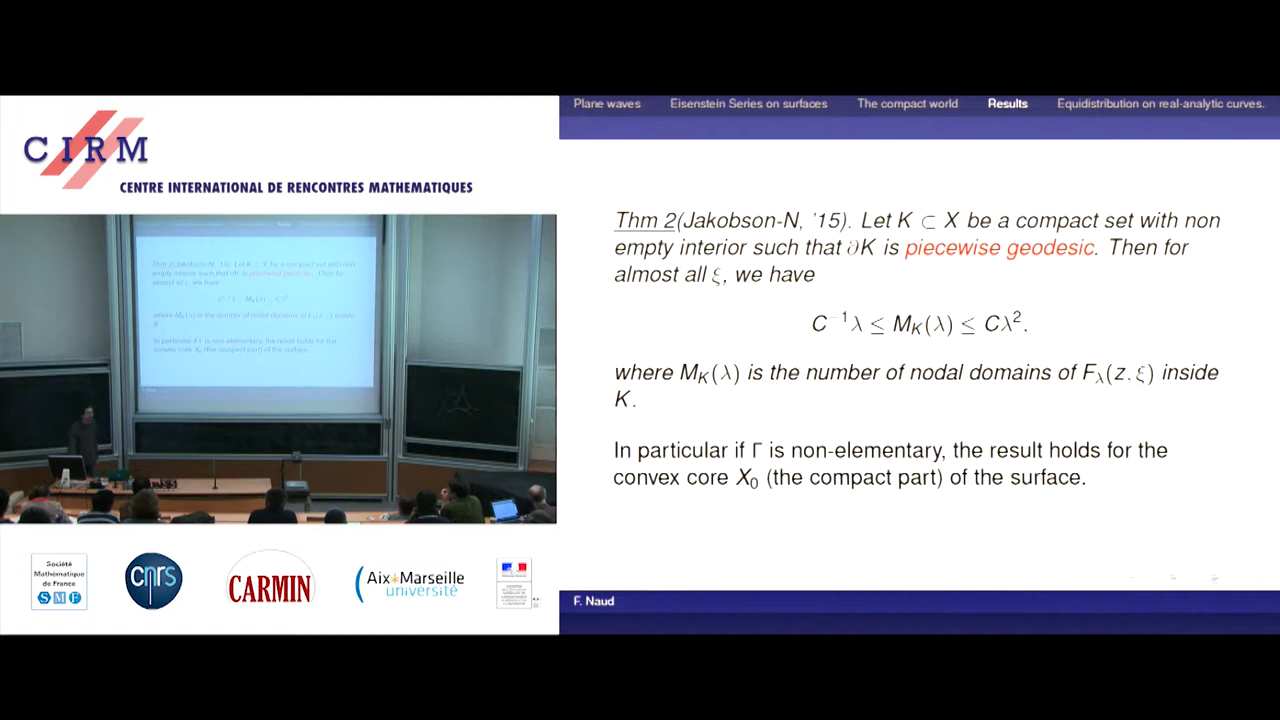 CIRM
CENTRE INTERNATIONAL DE RENCONTRES MATHEMATIQUES
Plane waves Eisenstein Series on surfaces The compact world Results Equidistribution on real-analytic curves.
Thm 2(Jakobson-N, '15). Let K ⊂ X be a compact set with non
empty interior such that ∂K is piecewise geodesic. Then for
almost all ξ, we have
C⁻¹λ ≤ M_K(λ) ≤ Cλ².
where M_K(λ) is the number of nodal domains of F_λ(z, ξ) inside
K.
In particular if Γ is non-elementary, the result holds for the
convex core X₀ (the compact part) of the surface.
F. Naud
Société
Mathématique
de France
SMF
cnrs
CARMIN
Aix*Marseille
université